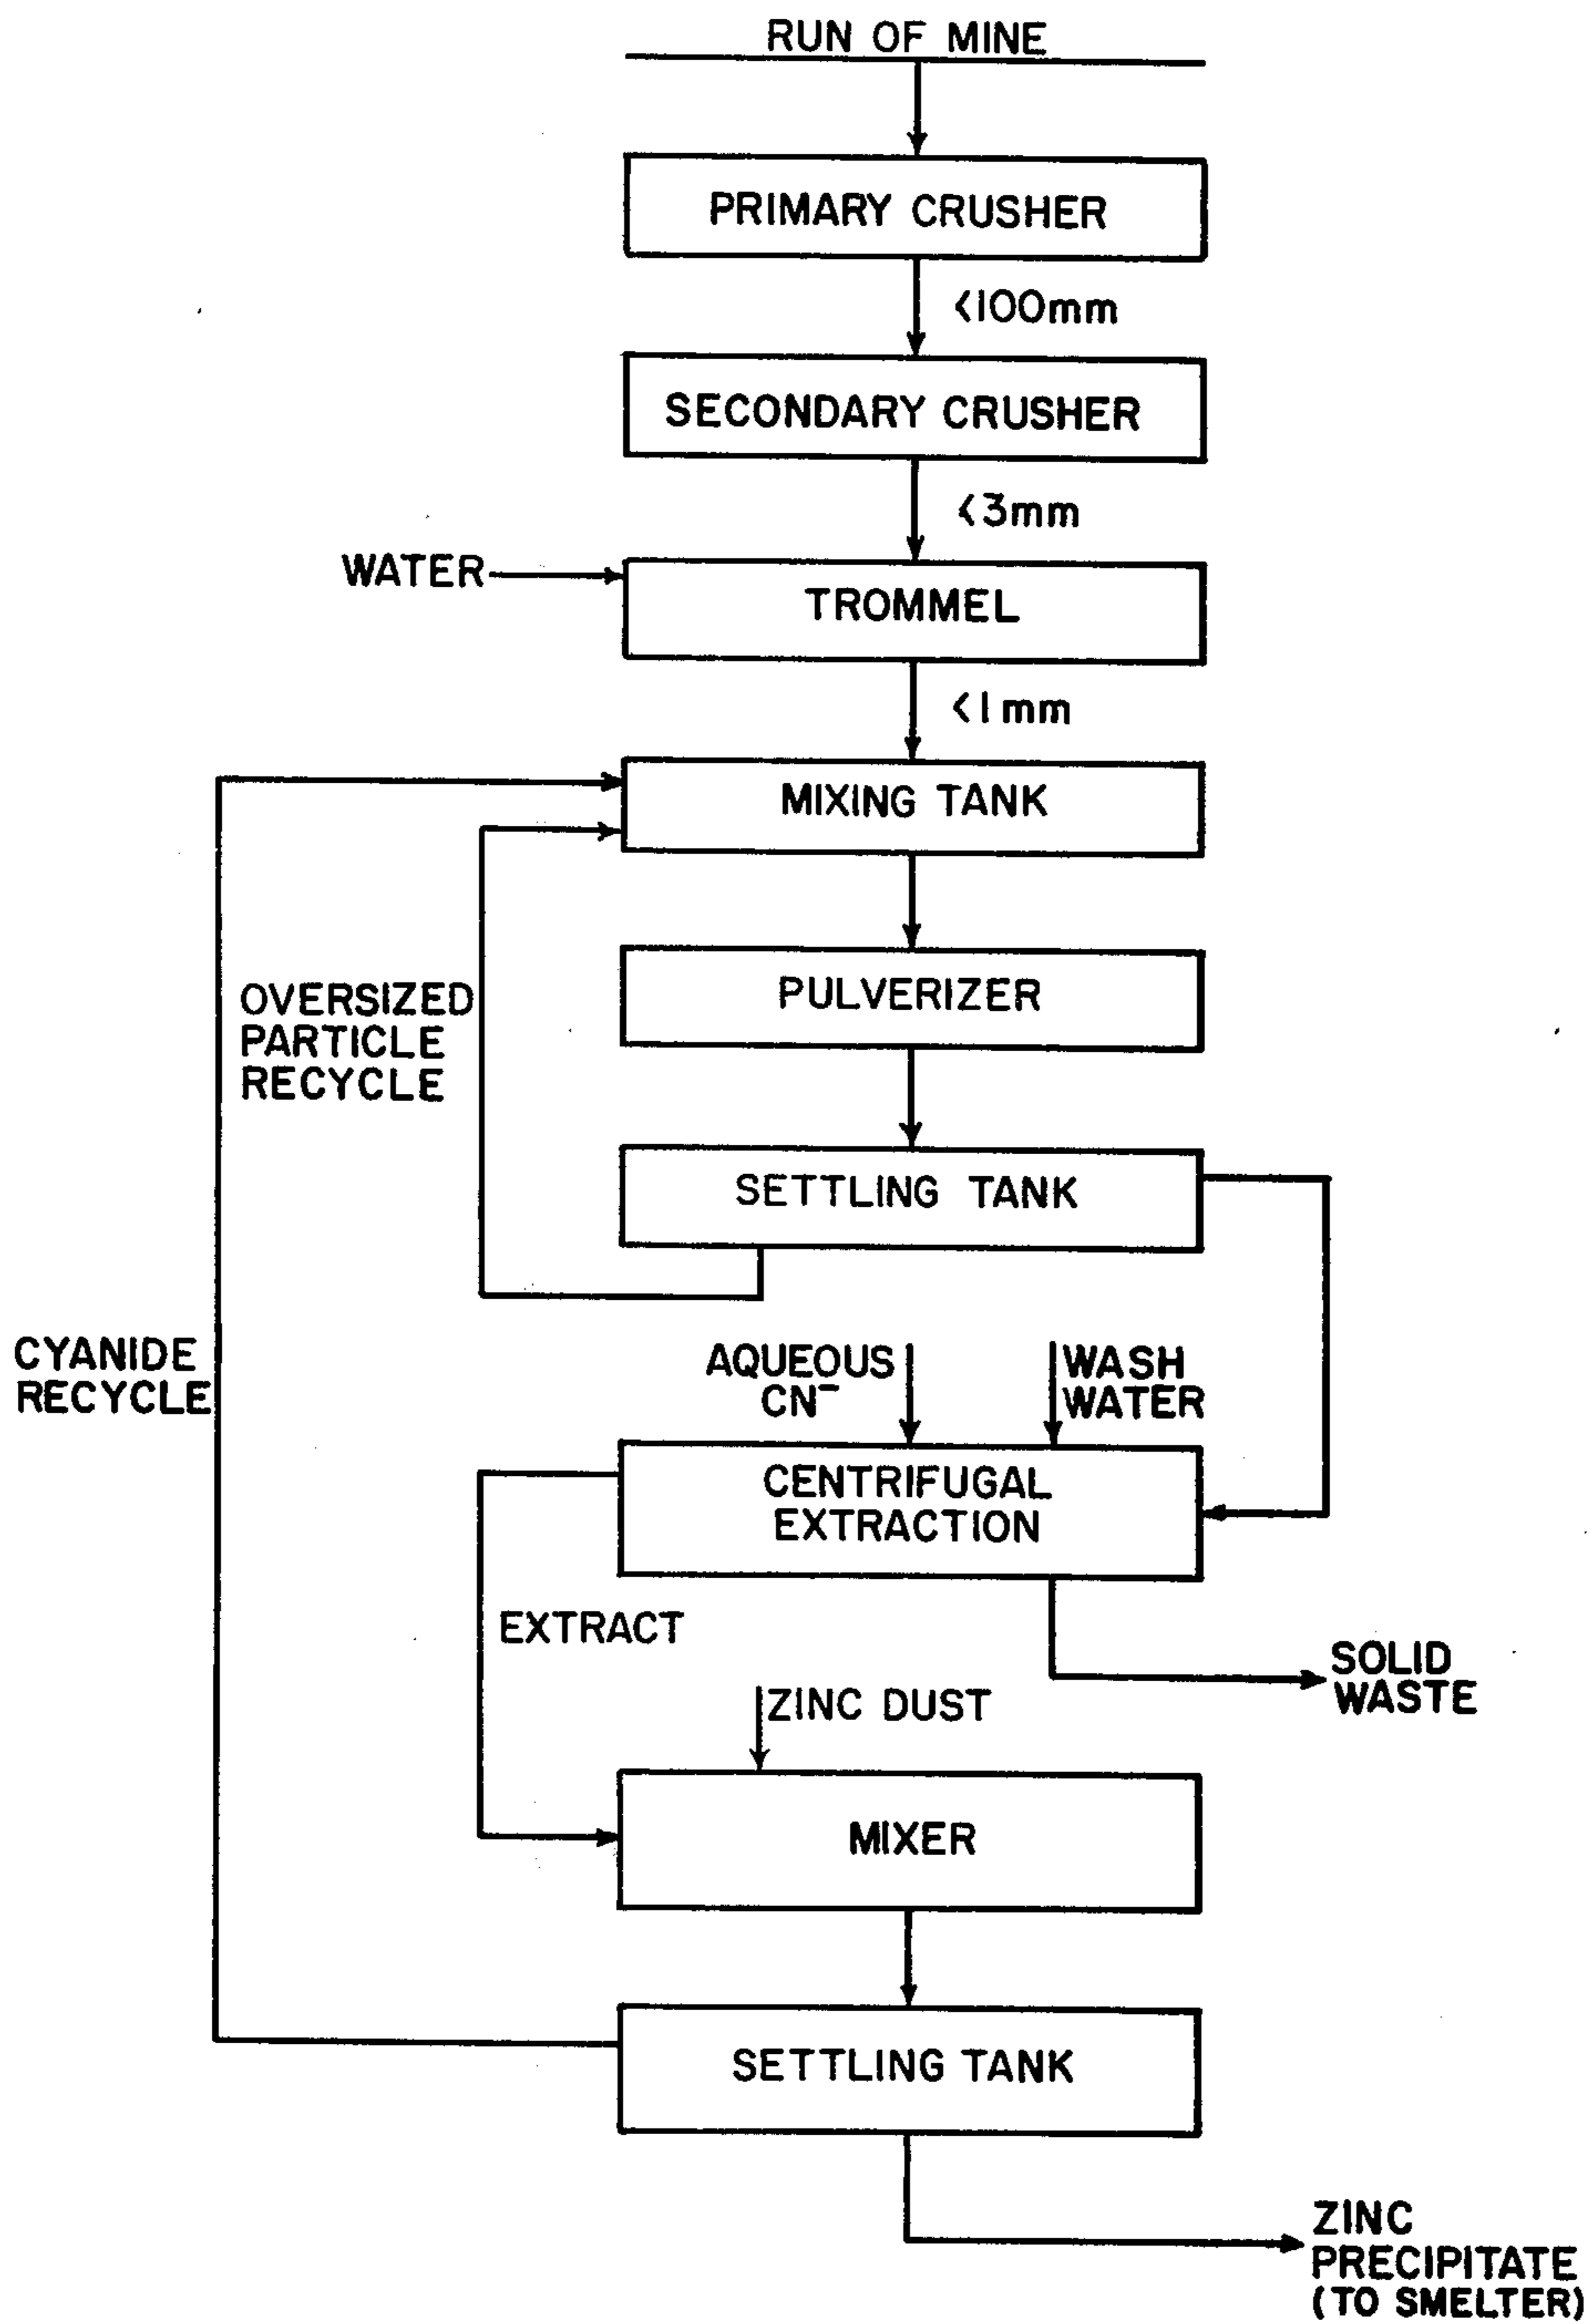 RUN OF MINE
PRIMARY CRUSHER
<100mm
SECONDARY CRUSHER
<3mm
WATER
TROMMEL
<1mm
MIXING TANK
PULVERIZER
OVERSIZED
PARTICLE
RECYCLE
SETTLING TANK
CYANIDE
RECYCLE
AQUEOUS
CN⁻
WASH
WATER
CENTRIFUGAL
EXTRACTION
EXTRACT
SOLID
WASTE
ZINC DUST
MIXER
SETTLING TANK
ZINC
PRECIPITATE
(TO SMELTER)